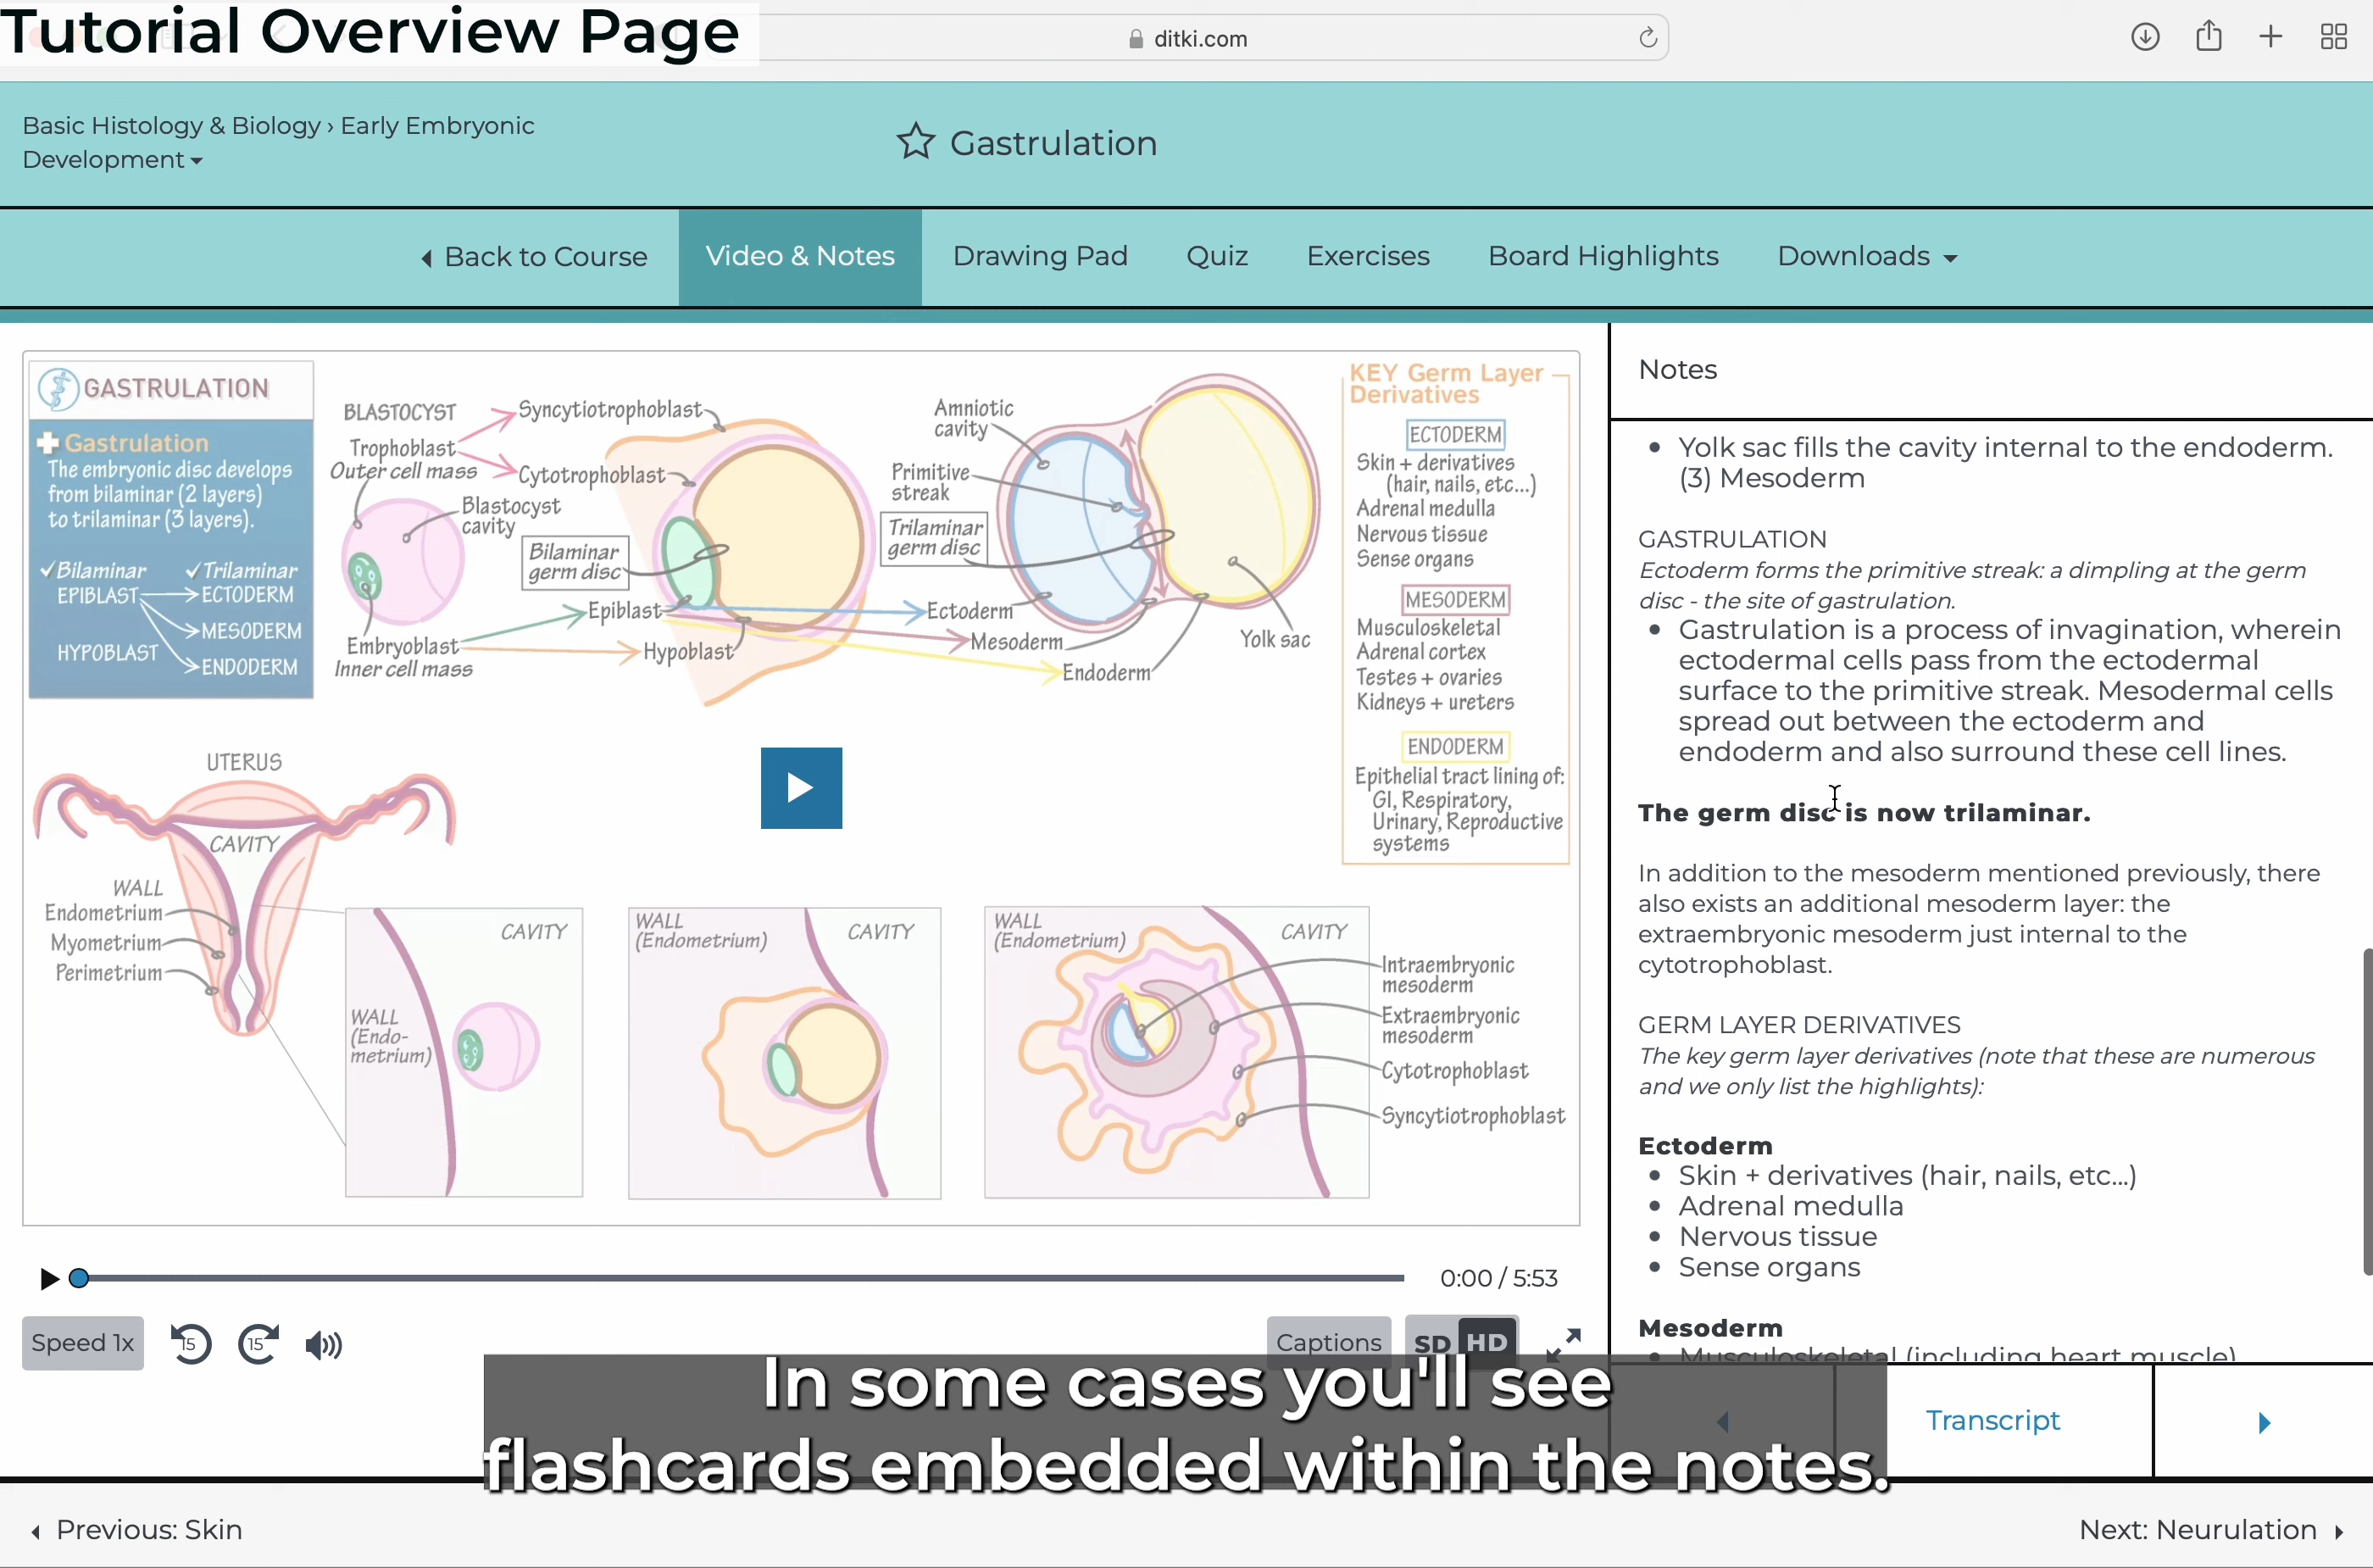 Tutorial Overview Page
ditki.com
Basic Histology & Biology › Early Embryonic
Development
Gastrulation
Back to Course
Video & Notes
Drawing Pad
Quiz
Exercises
Board Highlights
Downloads
GASTRULATION
Gastrulation
The embryonic disc develops
from bilaminar (2 layers)
to trilaminar (3 layers).
✓Bilaminar ✓Trilaminar
EPIBLAST ECTODERM
MESODERM
HYPOBLAST
ENDODERM
BLASTOCYST
Trophoblast
Outer cell mass
Syncytiotrophoblast
Cytotrophoblast
Blastocyst
cavity
Bilaminar
germ disc
Embryoblast
Inner cell mass
Epiblast
Hypoblast
Amniotic
cavity
Primitive
streak
Trilaminar
germ disc
Ectoderm
Mesoderm
Endoderm
Yolk sac
KEY Germ Layer
Derivatives
ECTODERM
Skin + derivatives
(hair, nails, etc...)
Adrenal medulla
Nervous tissue
Sense organs
MESODERM
Musculoskeletal
Adrenal cortex
Testes + ovaries
Kidneys + ureters
ENDODERM
Epithelial tract lining of:
GI, Respiratory,
Urinary, Reproductive
systems
UTERUS
CAVITY
WALL
Endometrium
Myometrium
Perimetrium
CAVITY
WALL
(Endo-
metrium)
WALL
(Endometrium)
CAVITY
WALL
(Endometrium)
CAVITY
Intraembryonic
mesoderm
Extraembryonic
mesoderm
Cytotrophoblast
Syncytiotrophoblast
0:00 / 5:53
Speed 1x
15
15
Captions
SD
HD
Notes
• Yolk sac fills the cavity internal to the endoderm.
(3) Mesoderm
GASTRULATION
Ectoderm forms the primitive streak: a dimpling at the germ
disc - the site of gastrulation.
• Gastrulation is a process of invagination, wherein
ectodermal cells pass from the ectodermal
surface to the primitive streak. Mesodermal cells
spread out between the ectoderm and
endoderm and also surround these cell lines.
The germ disc is now trilaminar.
In addition to the mesoderm mentioned previously, there
also exists an additional mesoderm layer: the
extraembryonic mesoderm just internal to the
cytotrophoblast.
GERM LAYER DERIVATIVES
The key germ layer derivatives (note that these are numerous
and we only list the highlights):
Ectoderm
• Skin + derivatives (hair, nails, etc...)
• Adrenal medulla
• Nervous tissue
• Sense organs
Mesoderm
• Musculoskeletal (including heart muscle)
Transcript
In some cases you'll see
flashcards embedded within the notes.
Previous: Skin
Next: Neurulation